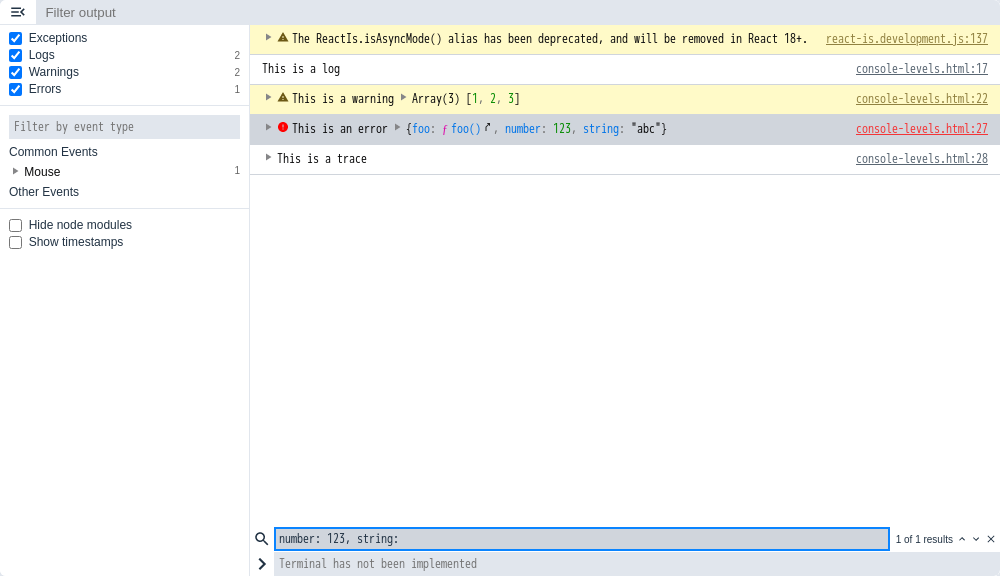 Filter output
Exceptions
Logs 2
Warnings 2
Errors 1
Filter by event type
Common Events
Mouse 1
Other Events
Hide node modules
Show timestamps
The ReactIs.isAsyncMode() alias has been deprecated, and will be removed in React 18+. react-is.development.js:137
This is a log console-levels.html:17
This is a warning Array(3) [1, 2, 3] console-levels.html:22
This is an error {foo: ƒ foo() , number: 123, string: "abc"} console-levels.html:27
This is a trace console-levels.html:28
number: 123, string: 1 of 1 results
Terminal has not been implemented